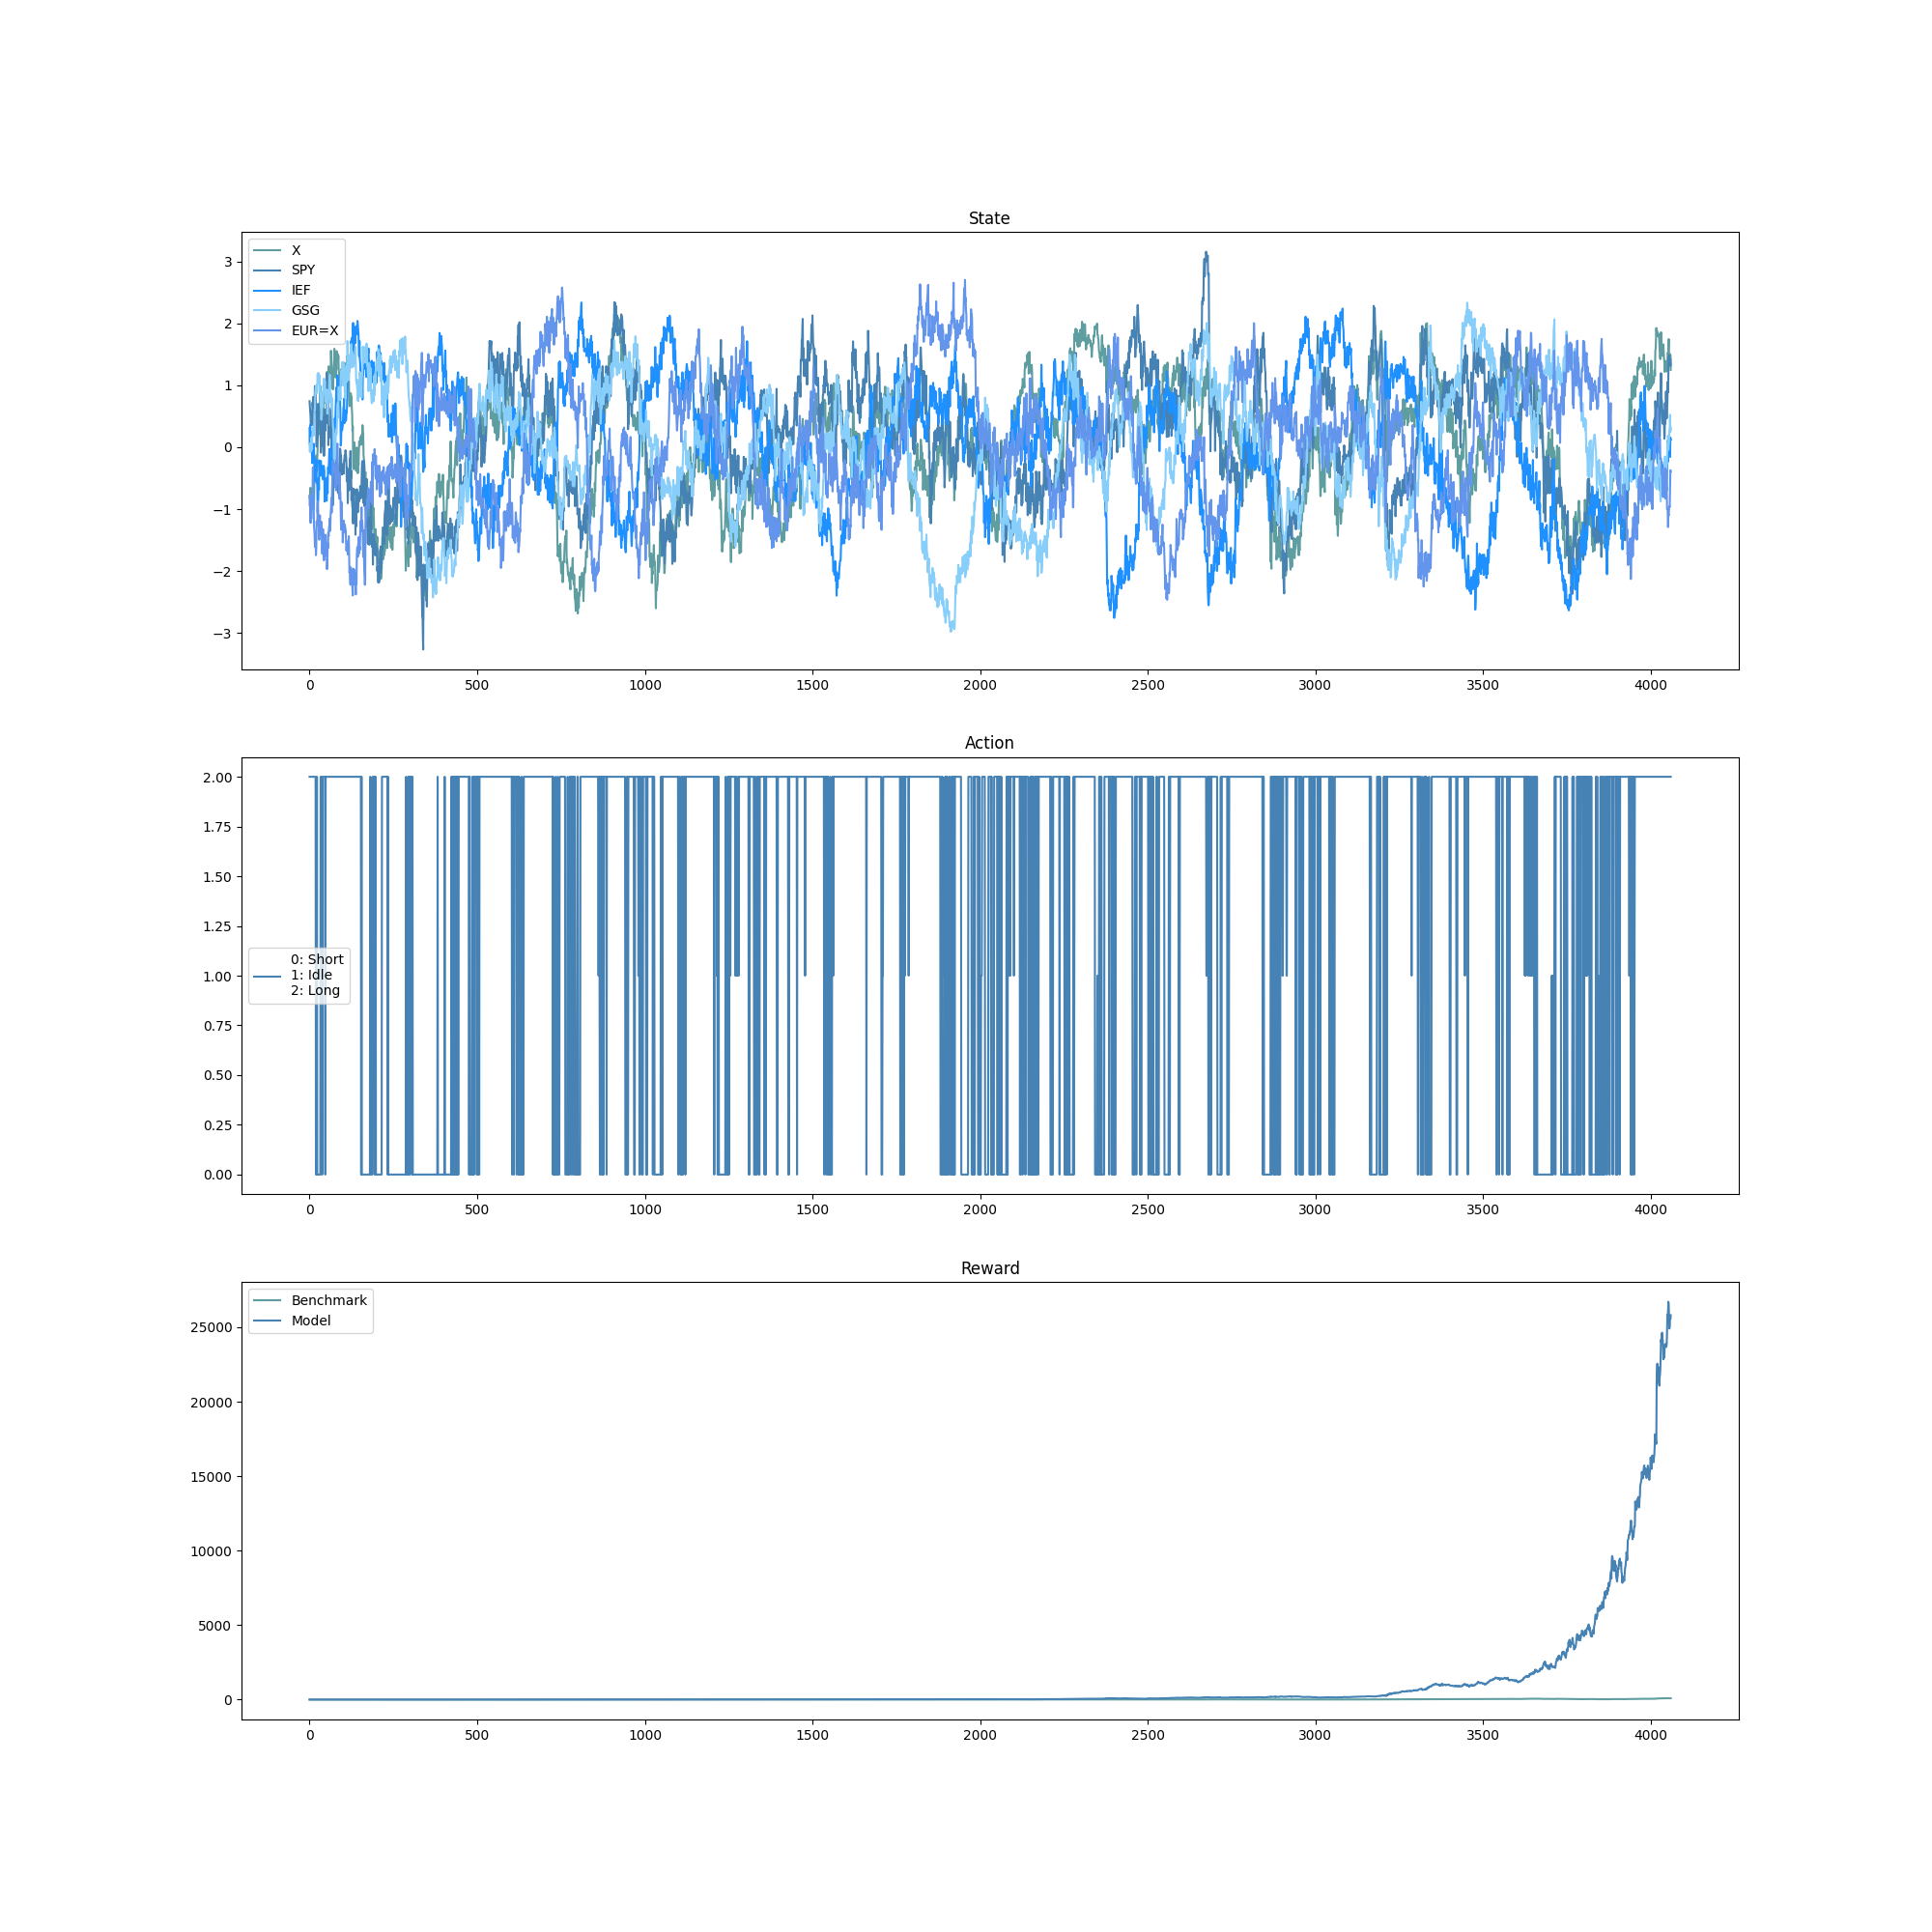 State
X
SPY
IEF
GSG
EUR=X
3
2
1
0
−1
−2
−3
0 500 1000 1500 2000 2500 3000 3500 4000
Action
2.00
1.75
1.50
1.25
1.00
0.75
0.50
0.25
0.00
0: Short
1: Idle
2: Long
0 500 1000 1500 2000 2500 3000 3500 4000
Reward
Benchmark
Model
25000
20000
15000
10000
5000
0
0 500 1000 1500 2000 2500 3000 3500 4000